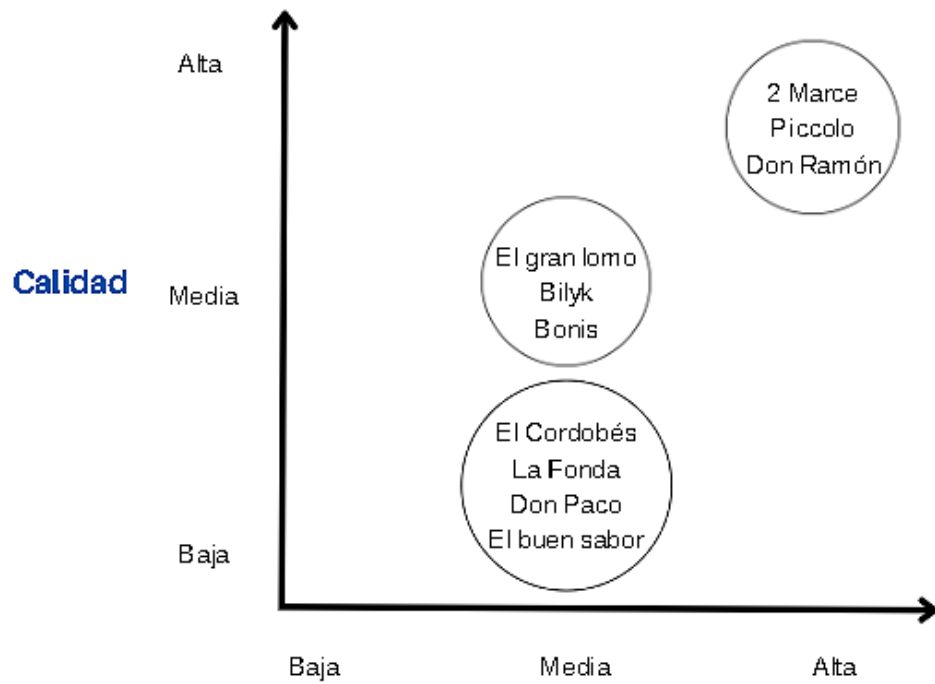 Alta
2 Marce
Piccolo
Don Ramón
El gran lomo
Bilyk
Bonis
Calidad
Media
El Cordobés
La Fonda
Don Paco
El buen sabor
Baja
Baja Media Alta